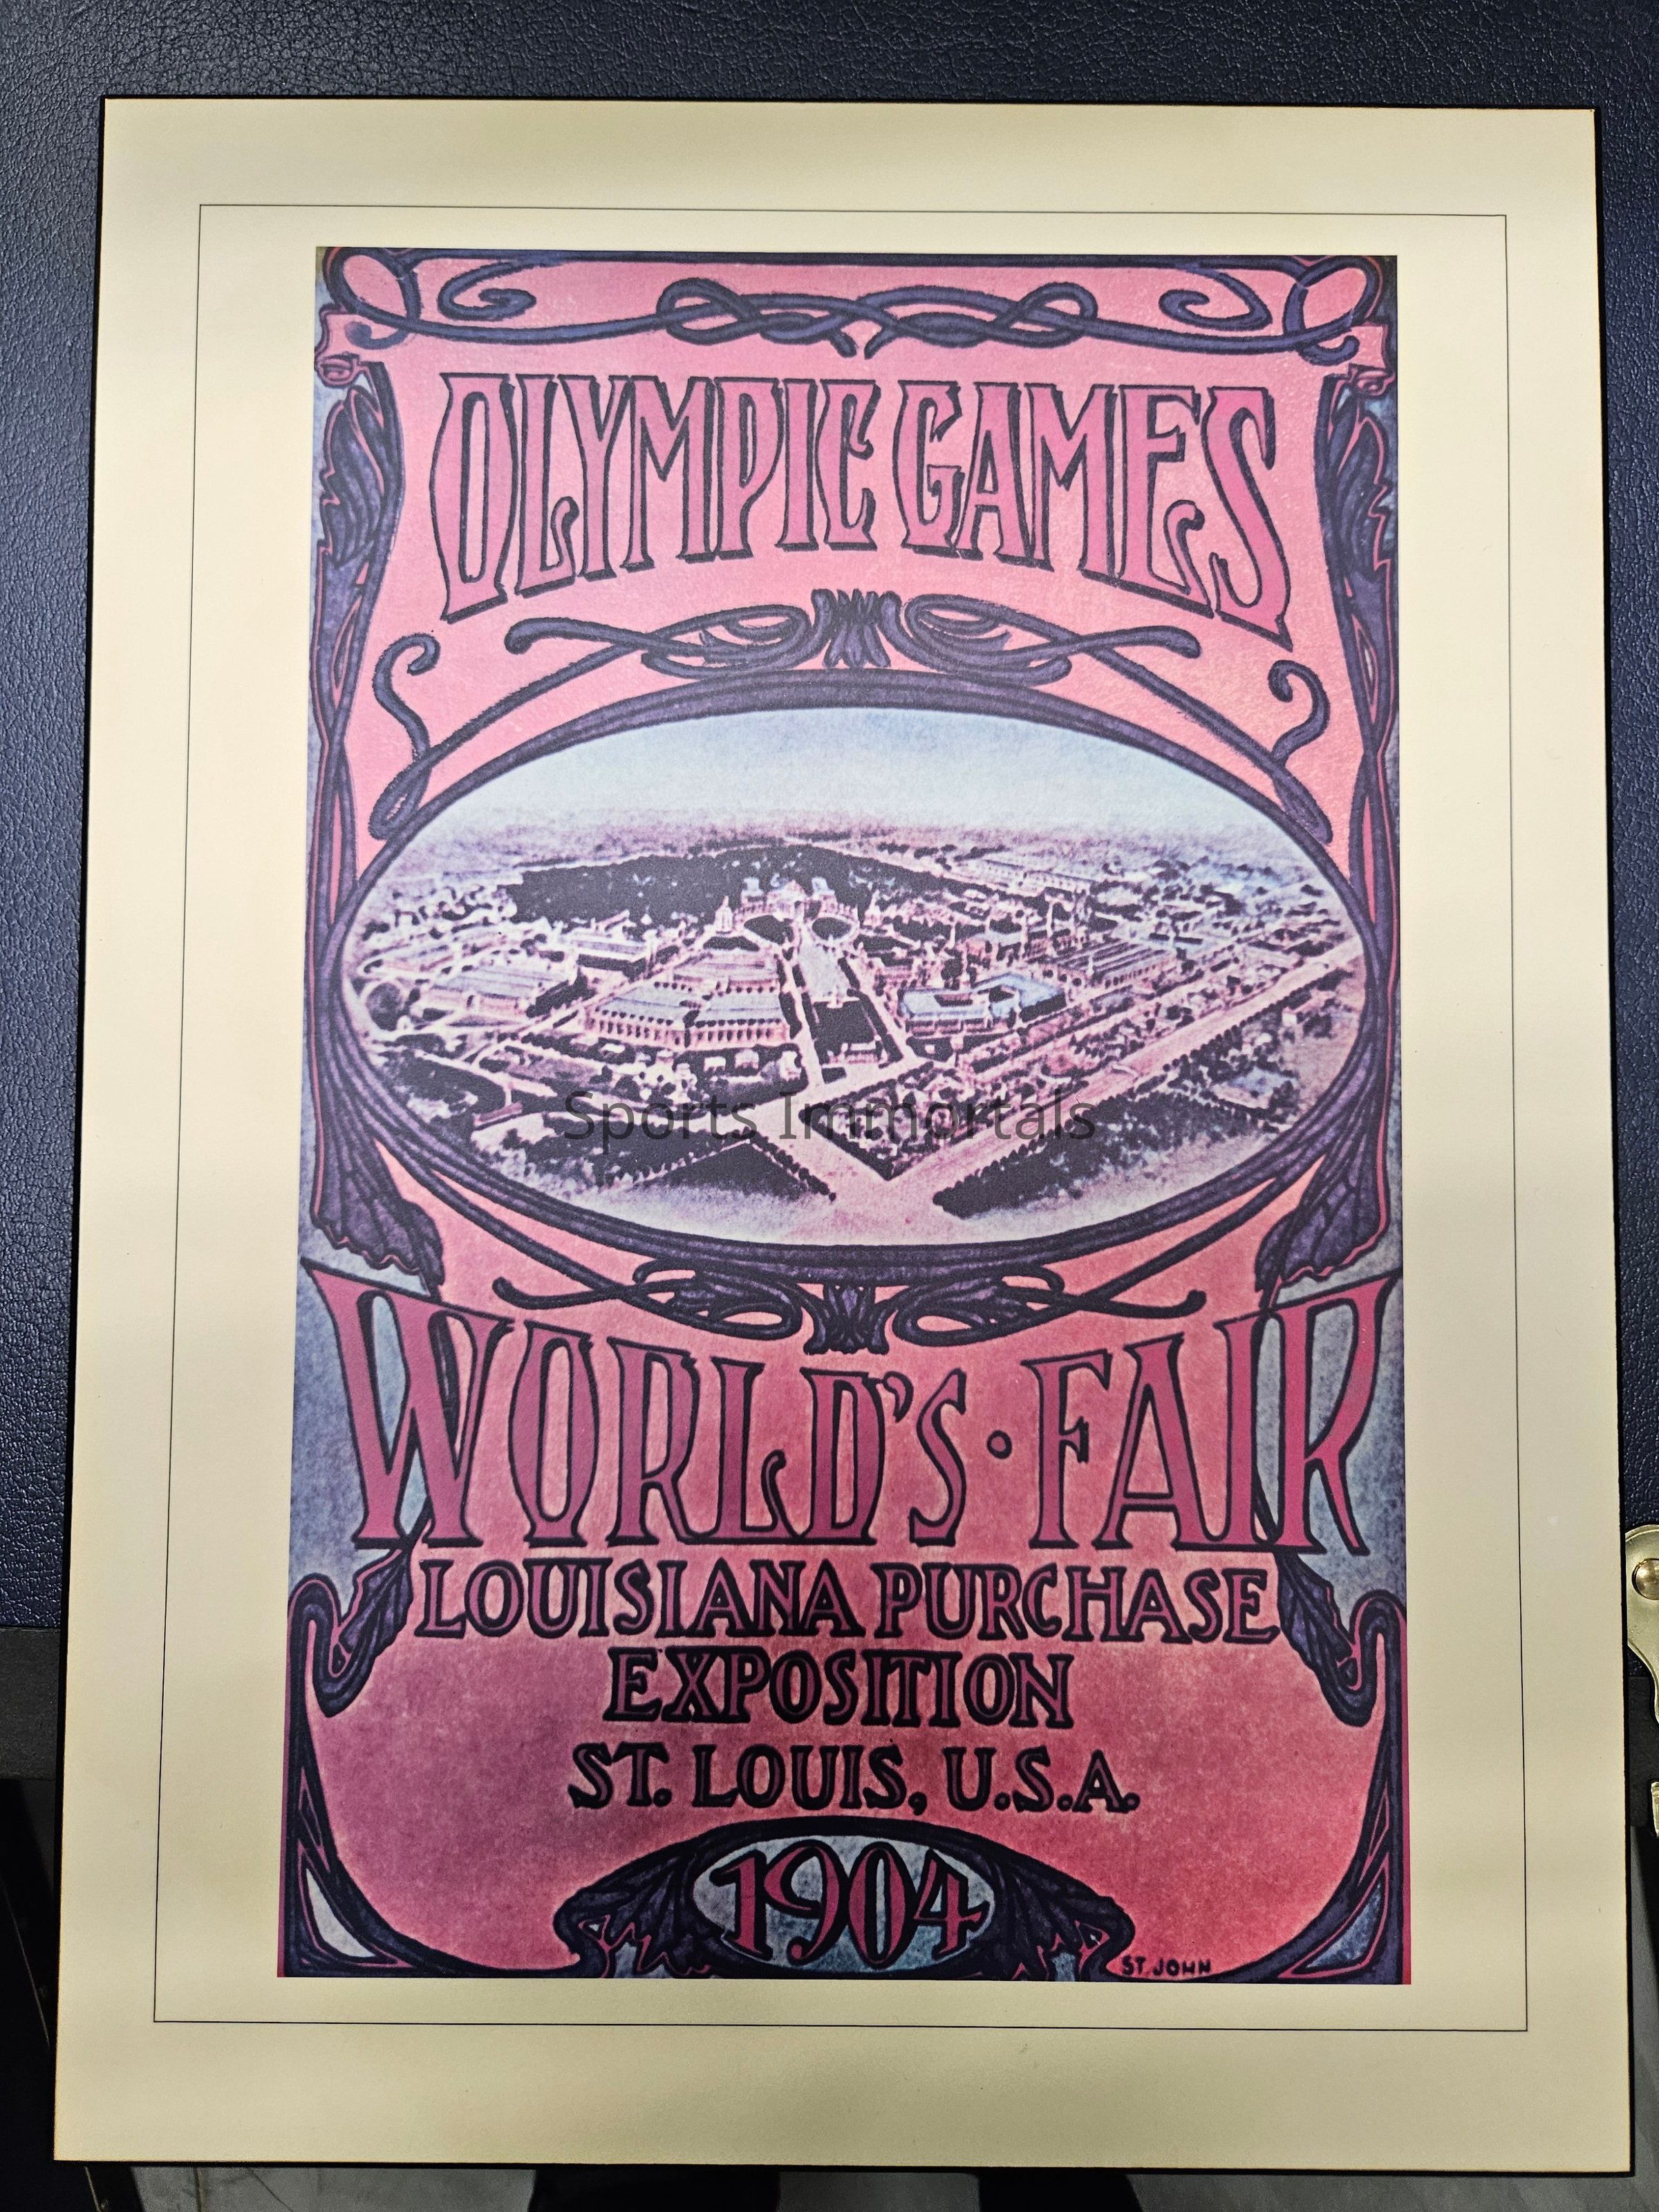 OLYMPIC GAMES
Sports Immortals
WORLD'S · FAIR
LOUISIANA PURCHASE
EXPOSITION
ST. LOUIS, U.S.A.
1904
ST. JOHN